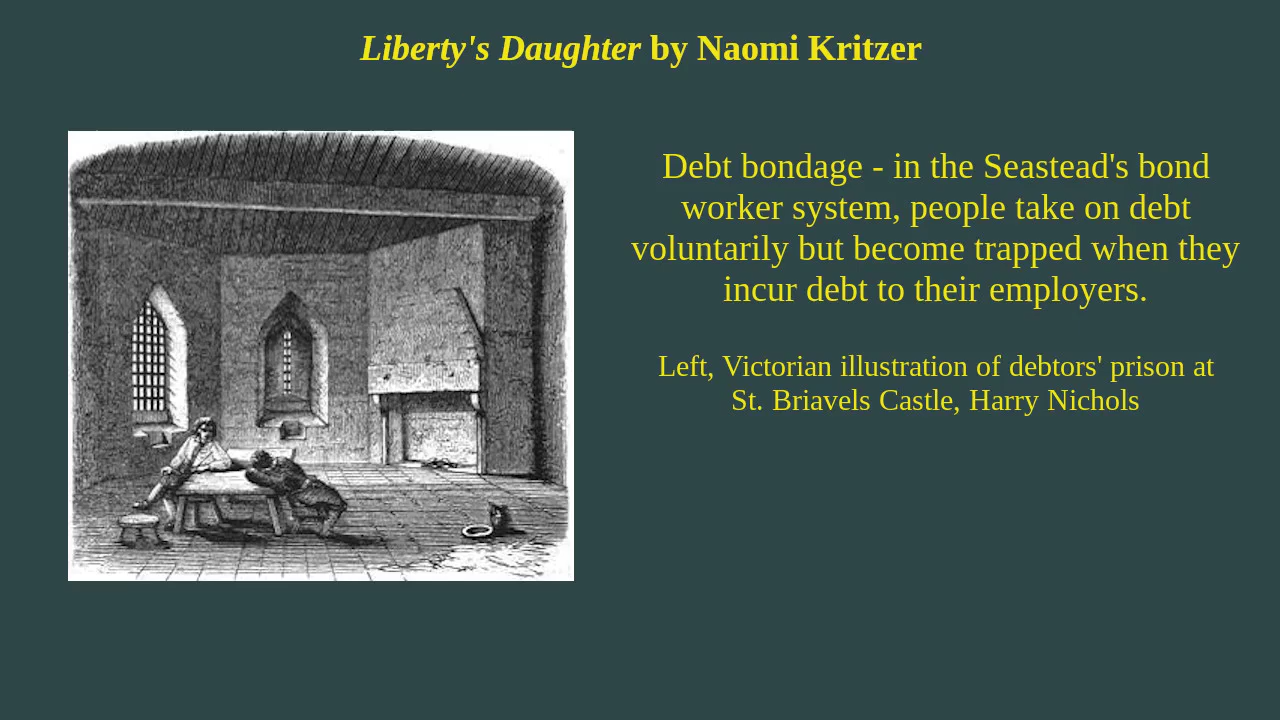 Liberty's Daughter by Naomi Kritzer
Debt bondage - in the Seastead's bond
worker system, people take on debt
voluntarily but become trapped when they
incur debt to their employers.
Left, Victorian illustration of debtors' prison at
St. Briavels Castle, Harry Nichols